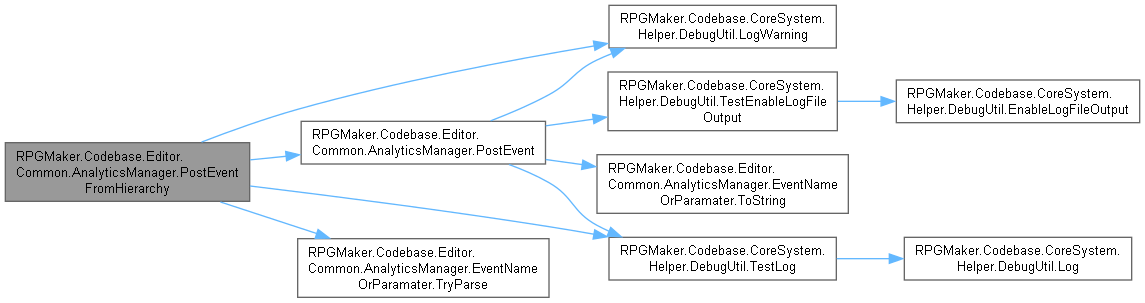 RPGMaker.Codebase.Editor.
Common.AnalyticsManager.PostEvent
FromHierarchy
RPGMaker.Codebase.CoreSystem.
Helper.DebugUtil.LogWarning
RPGMaker.Codebase.Editor.
Common.AnalyticsManager.PostEvent
RPGMaker.Codebase.CoreSystem.
Helper.DebugUtil.TestEnableLogFile
Output
RPGMaker.Codebase.CoreSystem.
Helper.DebugUtil.EnableLogFileOutput
RPGMaker.Codebase.Editor.
Common.AnalyticsManager.EventName
OrParamater.ToString
RPGMaker.Codebase.CoreSystem.
Helper.DebugUtil.TestLog
RPGMaker.Codebase.CoreSystem.
Helper.DebugUtil.Log
RPGMaker.Codebase.Editor.
Common.AnalyticsManager.EventName
OrParamater.TryParse